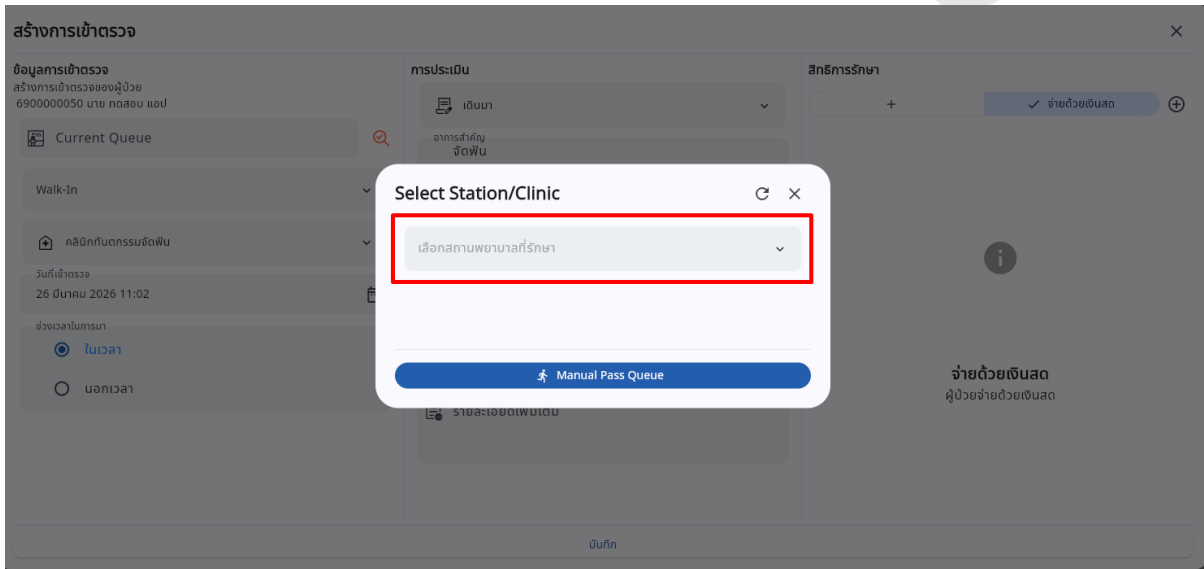 สร้างการเข้าตรวจ
ข้อมูลการเข้าตรวจ
สร้างการเข้าตรวจของผู้ป่วย
6900000050 นาย ทดสอบ แอป
Current Queue
Walk-In
คลินิกทันตกรรมจัดฟัน
วันที่เข้าตรวจ
26 มีนาคม 2026 11:02
ช่วงเวลาในการมา
ในเวลา
นอกเวลา
การประเมิน
เดินมา
อาการสำคัญ
จัดฟัน
Select Station/Clinic
เลือกสถานพยาบาลที่รักษา
Manual Pass Queue
รายละเอียดเพิ่มเติม
สิทธิการรักษา
+
จ่ายด้วยเงินสด
จ่ายด้วยเงินสด
ผู้ป่วยจ่ายด้วยเงินสด
บันทึก